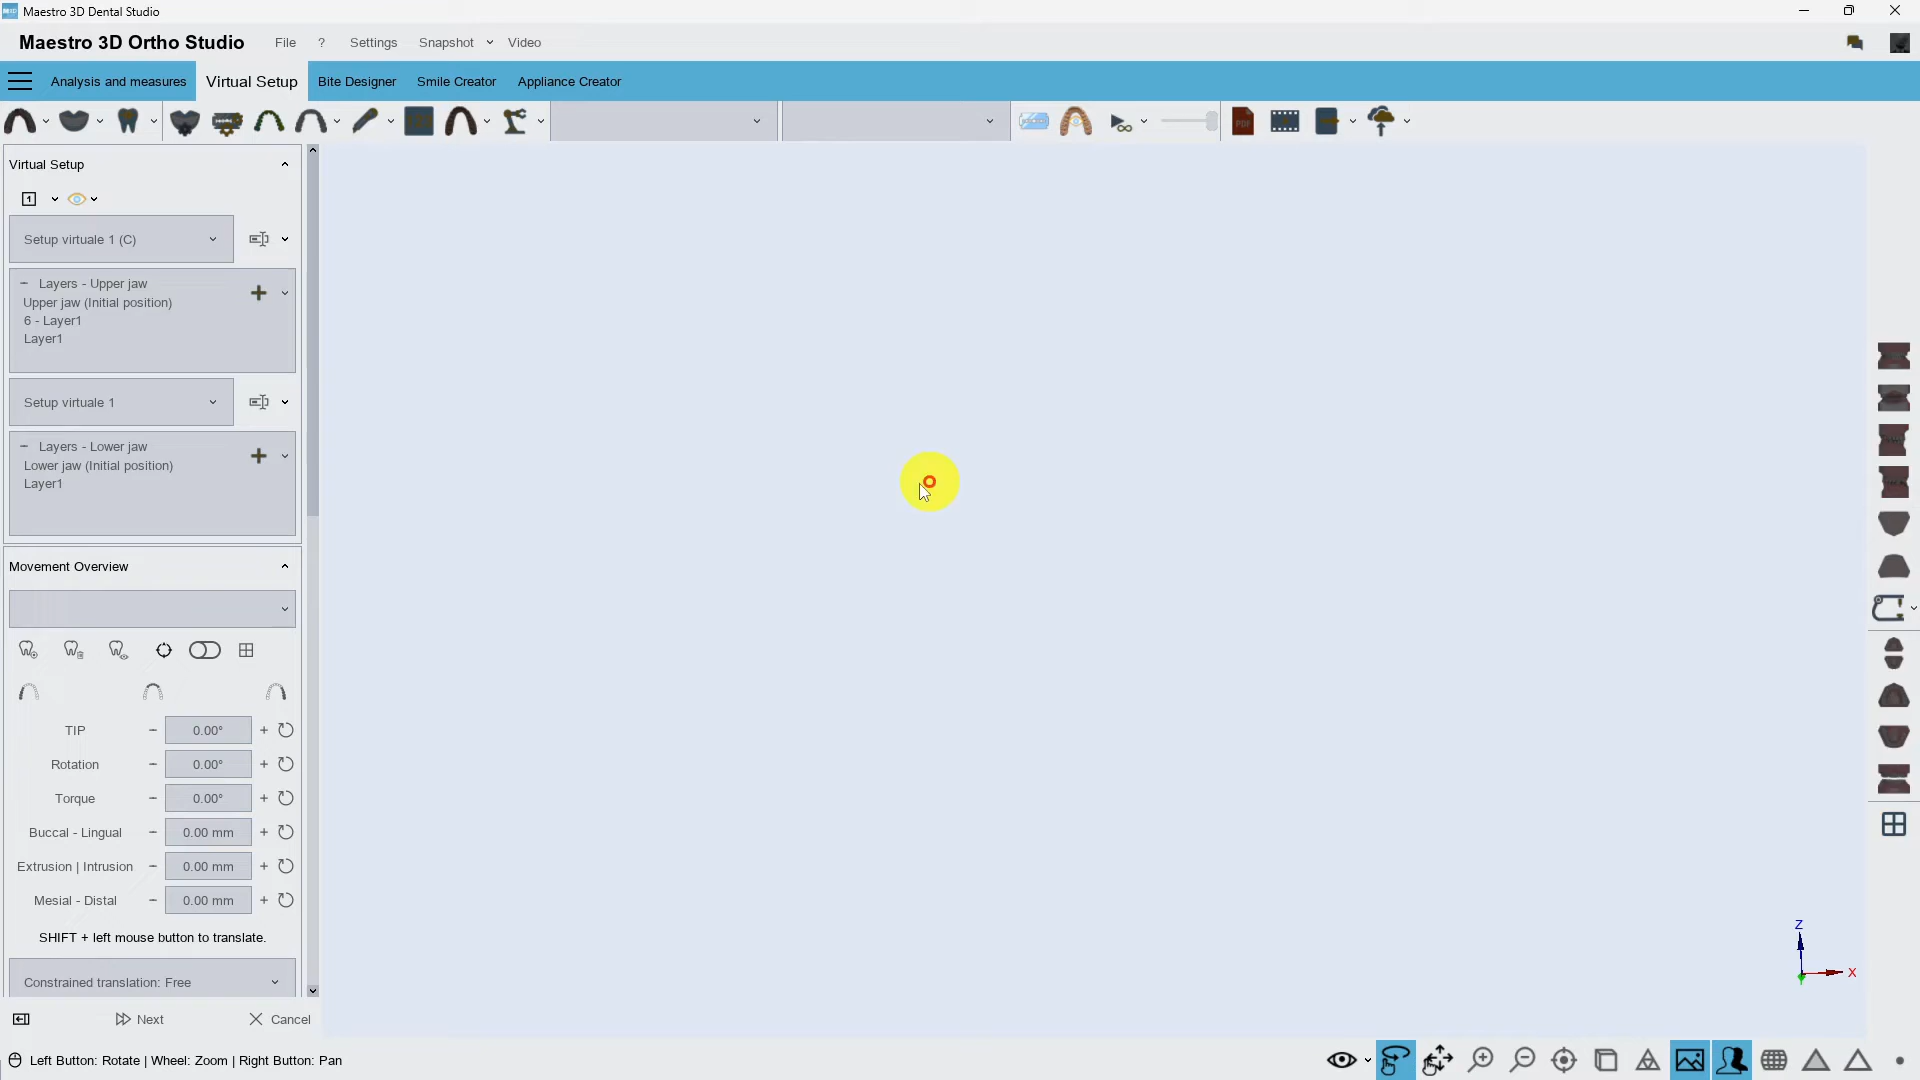 Maestro 3D Dental Studio
Maestro 3D Ortho Studio File ? Settings Snapshot Video
Analysis and measures Virtual Setup Bite Designer Smile Creator Appliance Creator
PDF
Virtual Setup
1
Setup virtuale 1 (C)
Layers - Upper jaw
Upper jaw (Initial position)
6 - Layer1
Layer1
Setup virtuale 1
Layers - Lower jaw
Lower jaw (Initial position)
Layer1
Movement Overview
TIP − 0.00° +
Rotation − 0.00° +
Torque − 0.00° +
Buccal - Lingual − 0.00 mm +
Extrusion | Intrusion − 0.00 mm +
Mesial - Distal − 0.00 mm +
SHIFT + left mouse button to translate.
Constrained translation: Free
Next Cancel
Z
X
Left Button: Rotate | Wheel: Zoom | Right Button: Pan